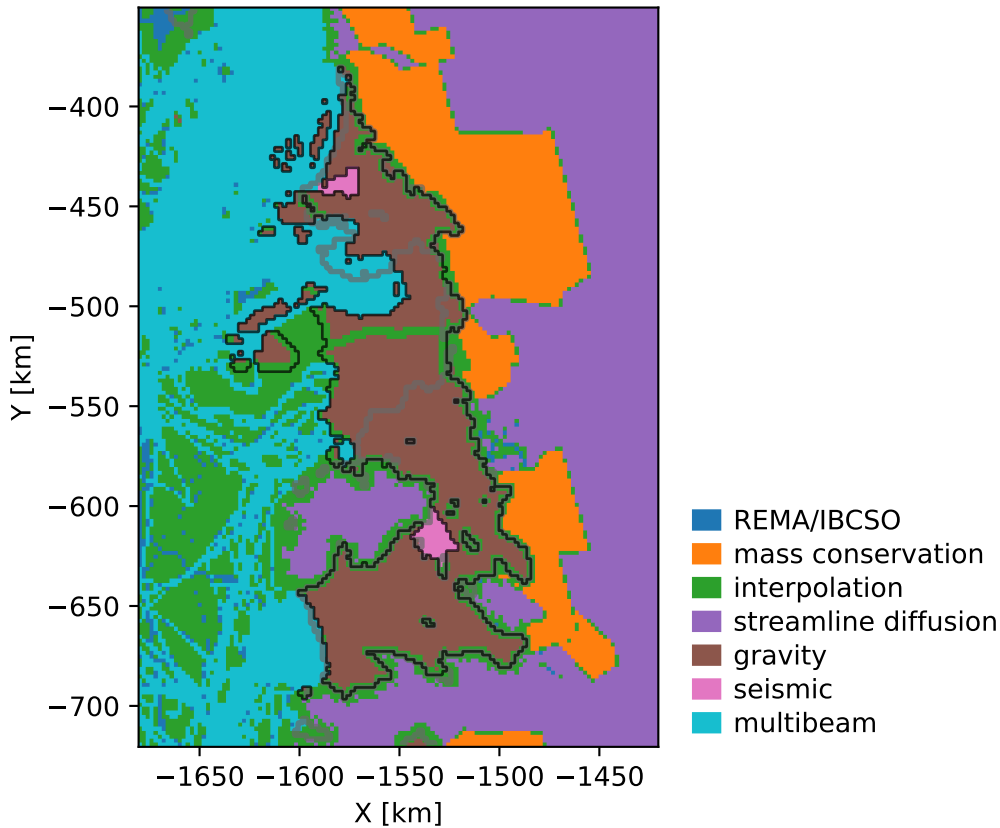 −400
−450
−500
−550
−600
−650
−700
Y [km]
−1650
−1600
−1550
−1500
−1450
X [km]
REMA/IBCSO
mass conservation
interpolation
streamline diffusion
gravity
seismic
multibeam